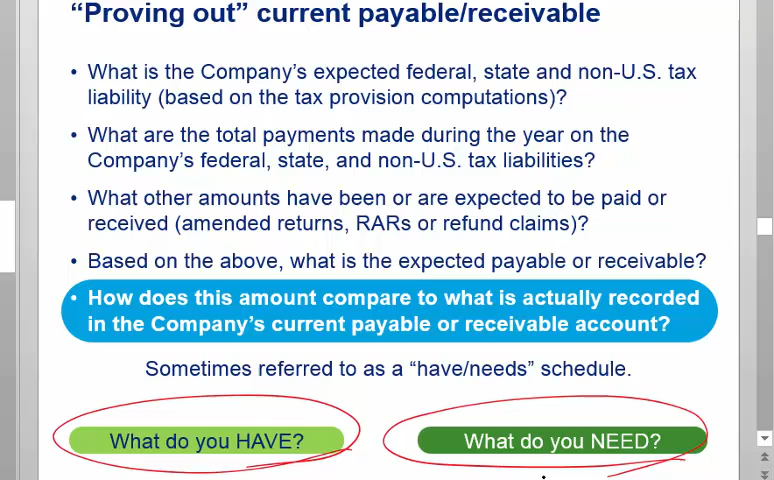 “Proving out” current payable/receivable
• What is the Company’s expected federal, state and non-U.S. tax
liability (based on the tax provision computations)?
• What are the total payments made during the year on the
Company’s federal, state, and non-U.S. tax liabilities?
• What other amounts have been or are expected to be paid or
received (amended returns, RARs or refund claims)?
• Based on the above, what is the expected payable or receivable?
• How does this amount compare to what is actually recorded
in the Company’s current payable or receivable account?
Sometimes referred to as a “have/needs” schedule.
What do you HAVE?
What do you NEED?